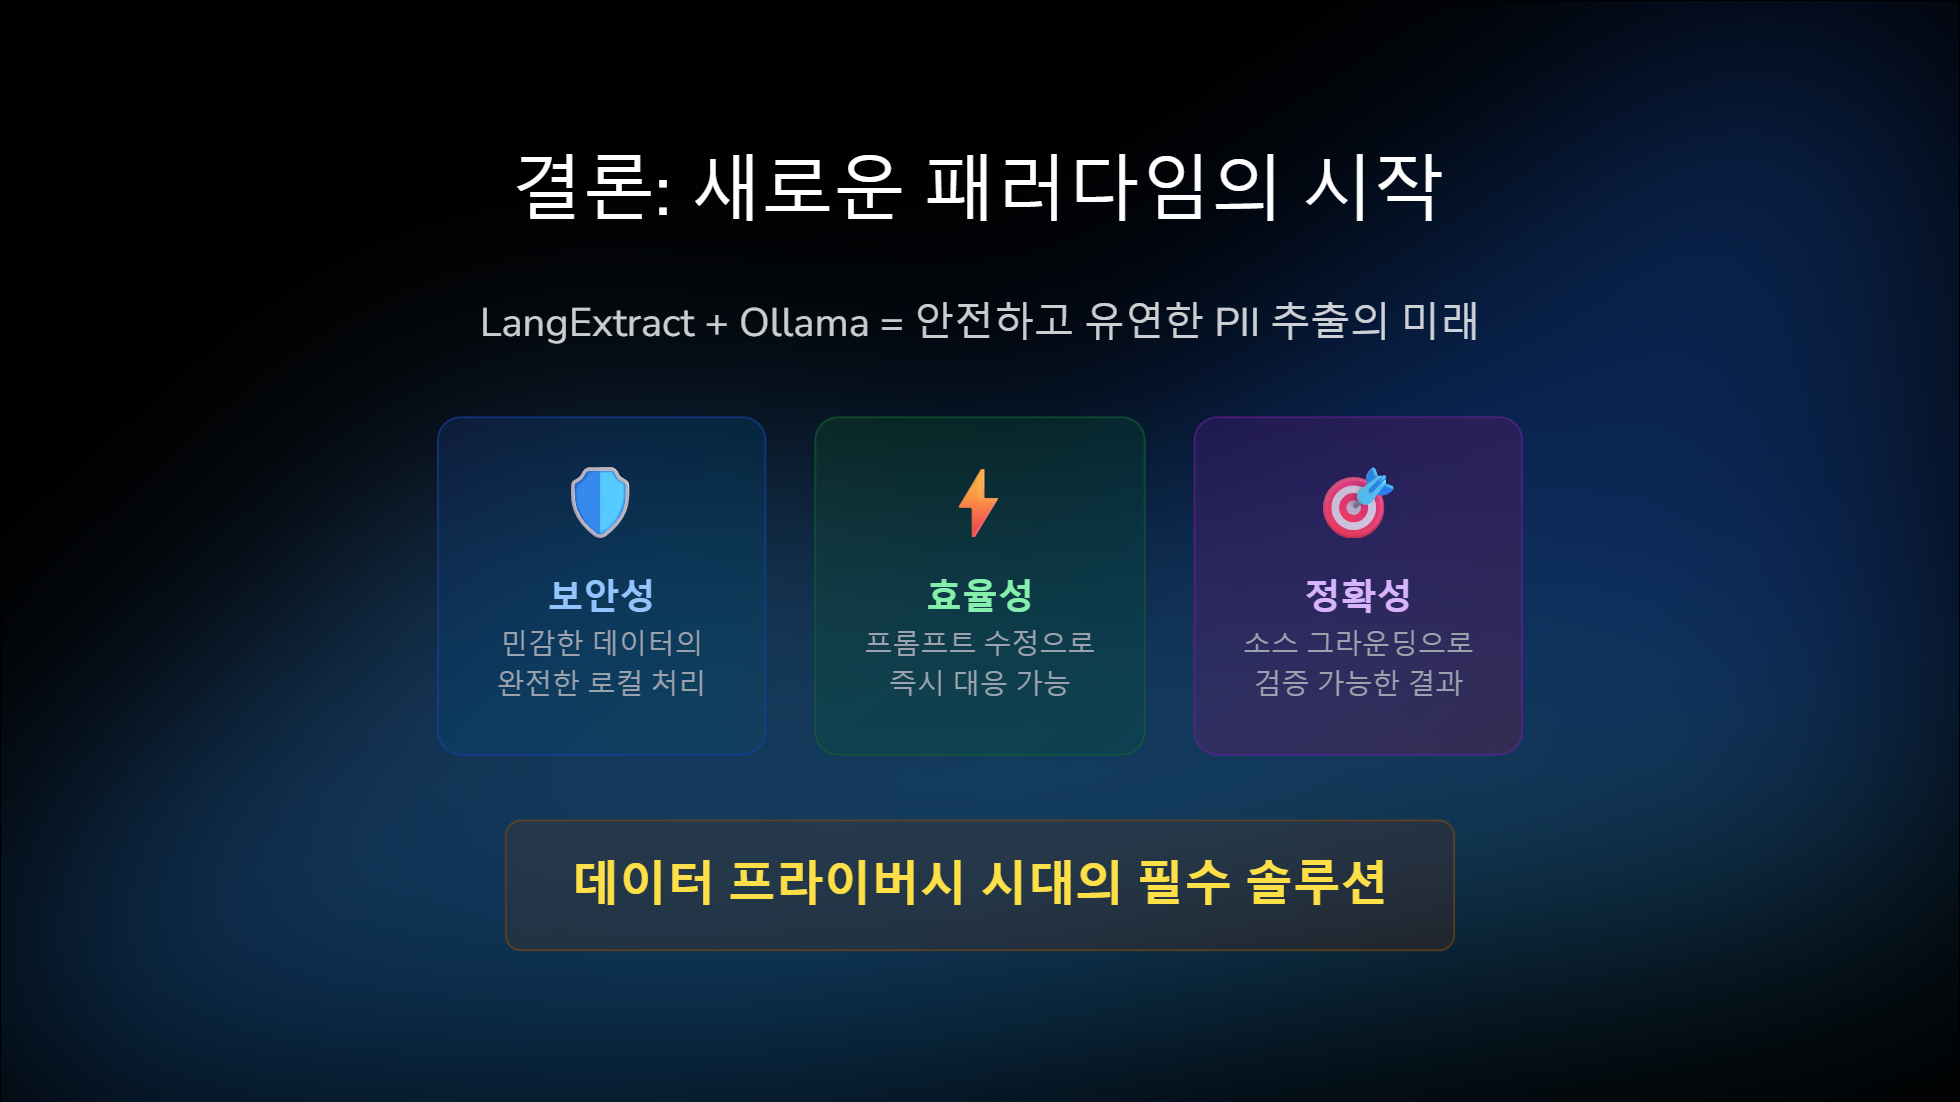 결론: 새로운 패러다임의 시작
LangExtract + Ollama = 안전하고 유연한 PII 추출의 미래
보안성
민감한 데이터의
완전한 로컬 처리
효율성
프롬프트 수정으로
즉시 대응 가능
정확성
소스 그라운딩으로
검증 가능한 결과
데이터 프라이버시 시대의 필수 솔루션